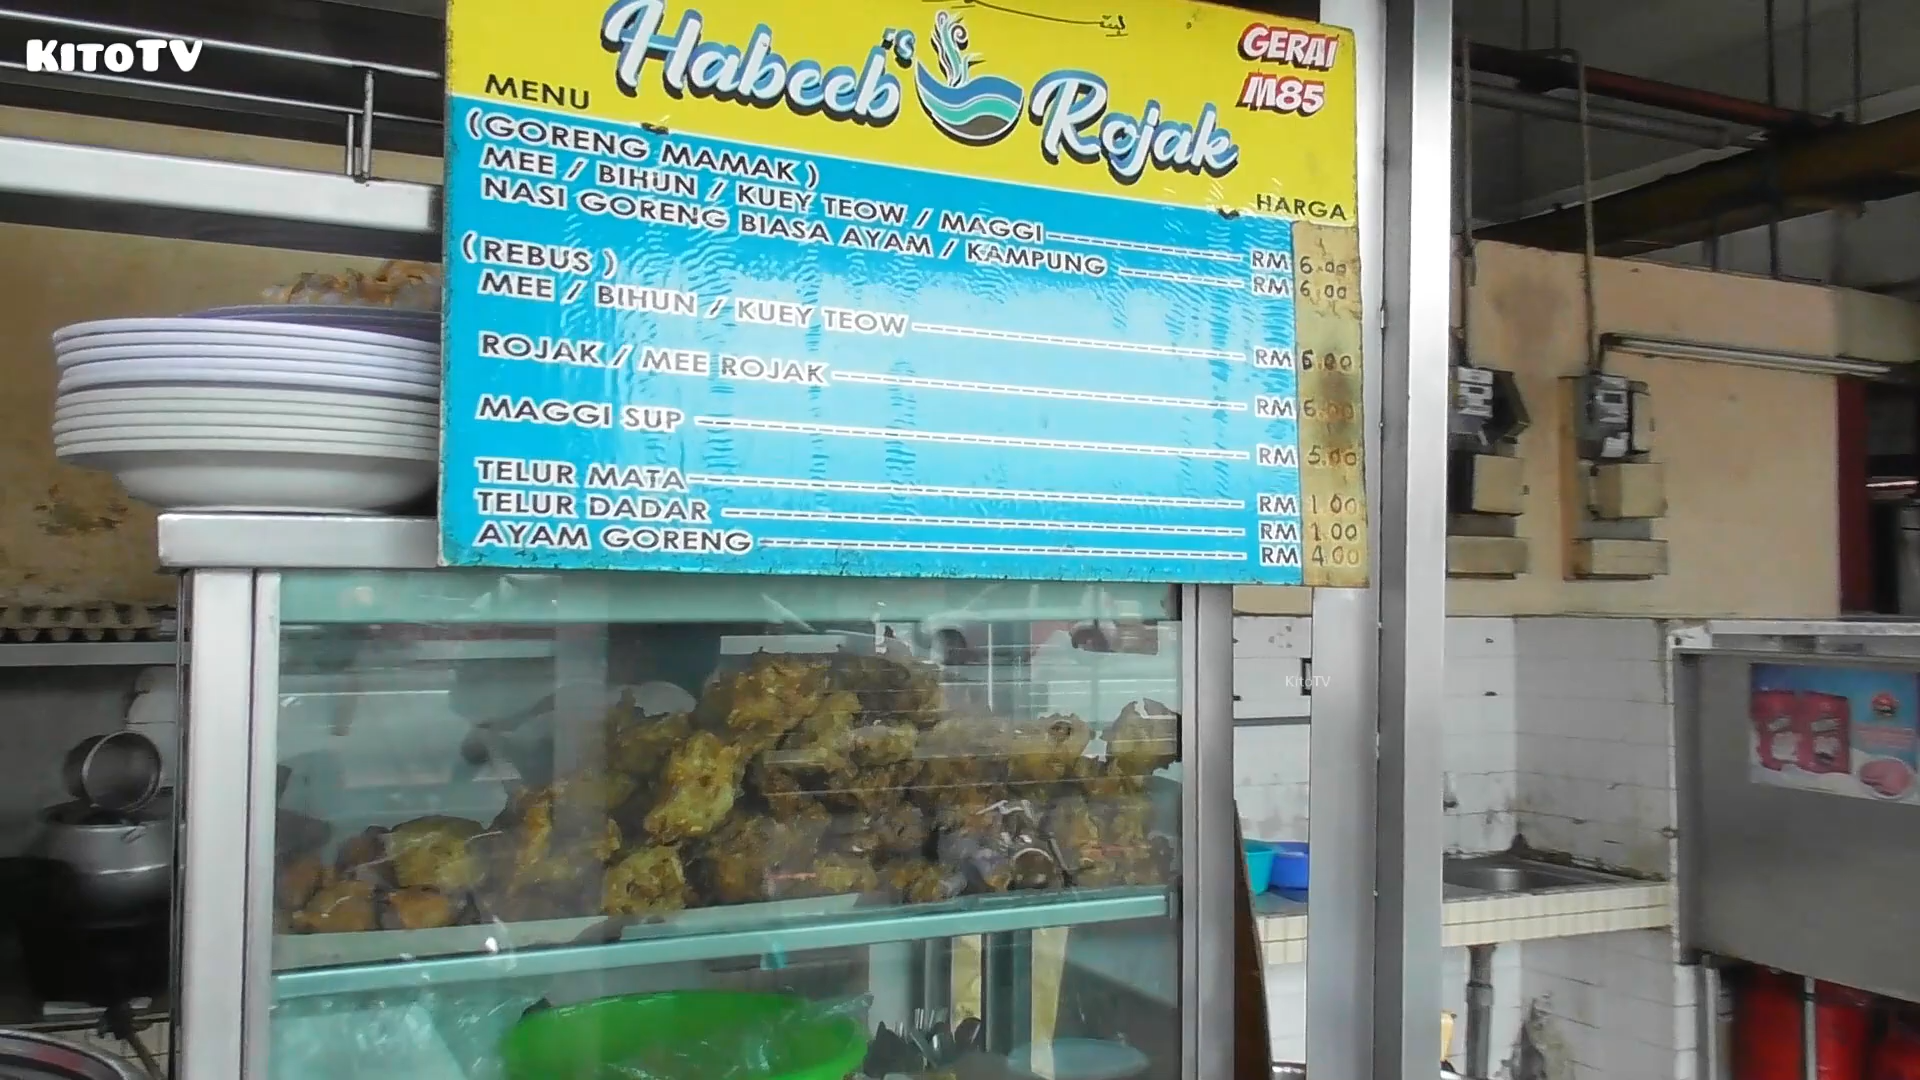 KITOTV
Habeeb's Rojak
GERAI
M85
MENU
HARGA
(GORENG MAMAK)
MEE / BIHUN / KUEY TEOW / MAGGI RM 6.00
NASI GORENG BIASA AYAM / KAMPUNG RM 6.00
(REBUS)
MEE / BIHUN / KUEY TEOW RM 6.00
ROJAK / MEE ROJAK RM 6.00
MAGGI SUP RM 5.00
TELUR MATA RM 1.00
TELUR DADAR RM 1.00
AYAM GORENG RM 4.00
KitoTV